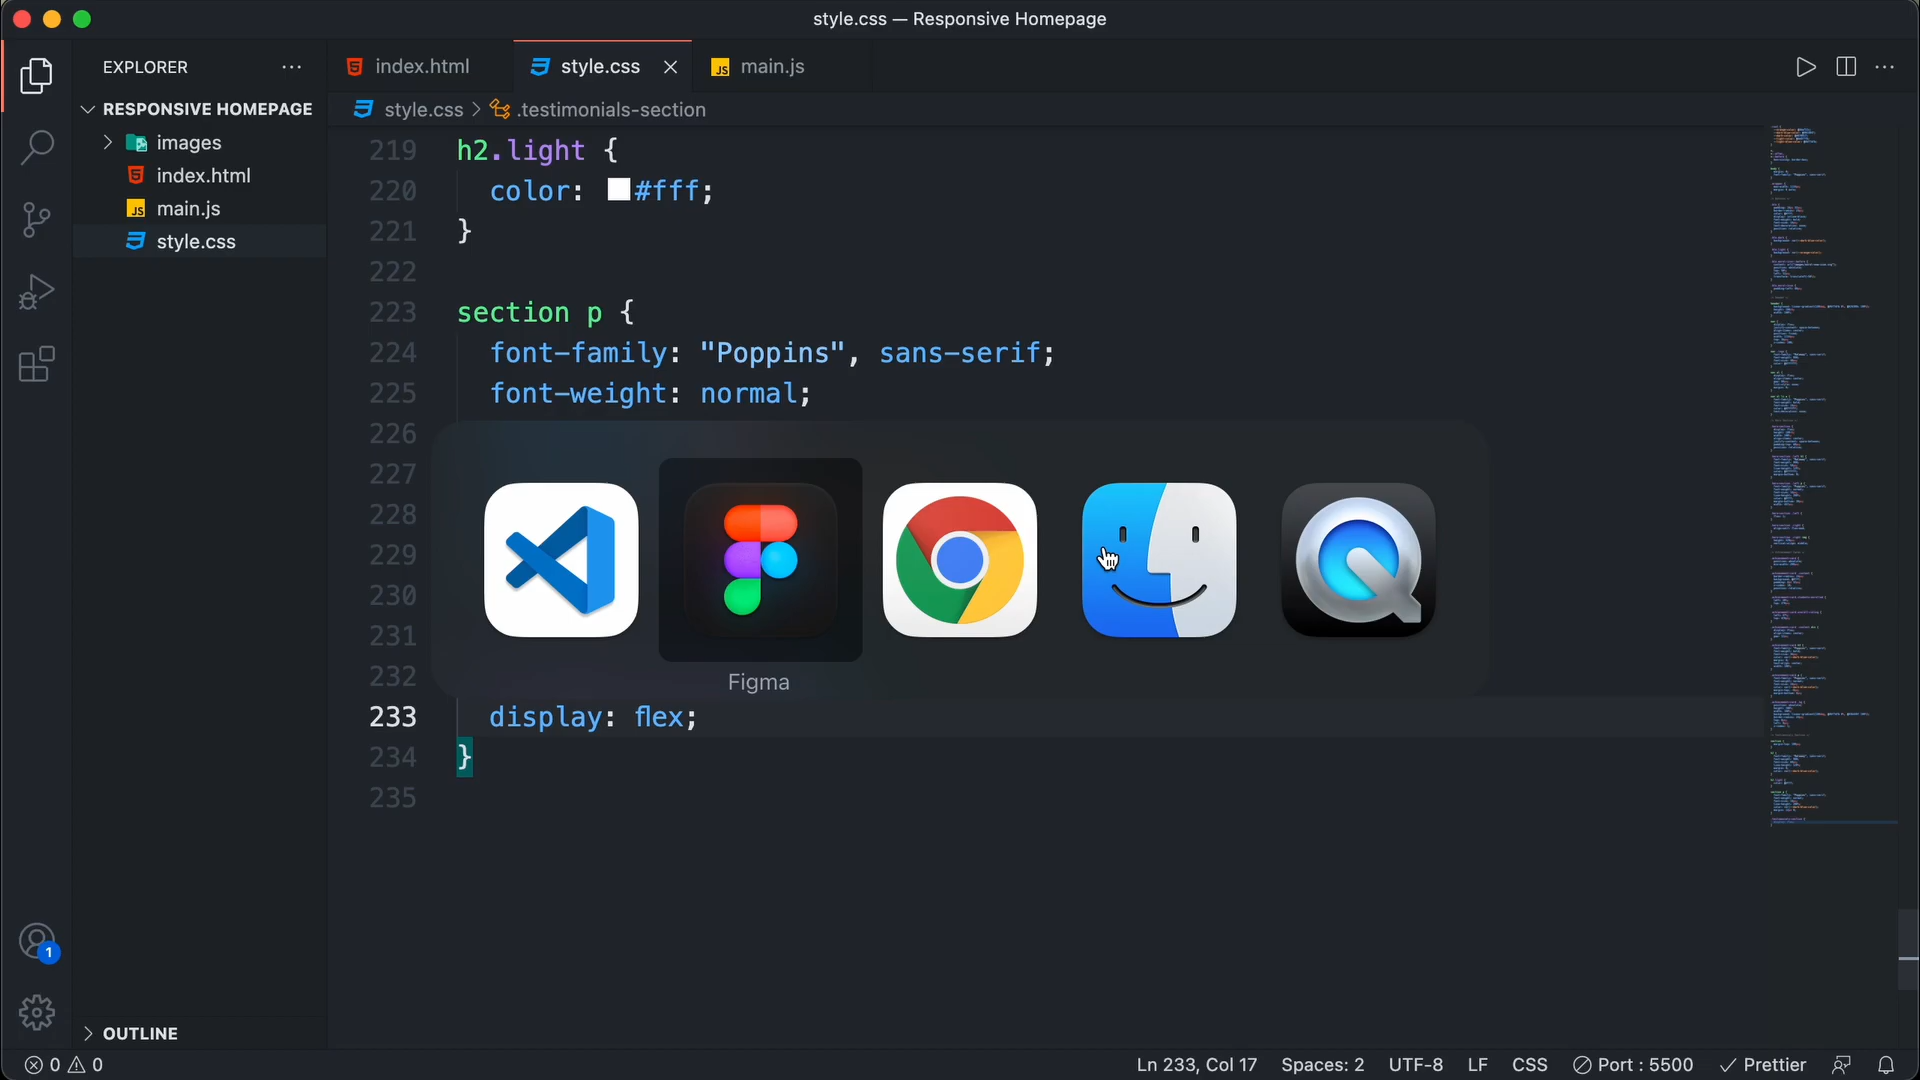 style.css — Responsive Homepage
EXPLORER
index.html
style.css
JS main.js
RESPONSIVE HOMEPAGE
style.css > .testimonials-section
images
index.html
JS main.js
style.css
219 h2.light {
220 color: #fff;
221 }
222
223 section p {
224 font-family: "Poppins", sans-serif;
225 font-weight: normal;
226
227
228
229
230
231
232
Figma
233 display: flex;
234 }
235
1
OUTLINE
0 0
Ln 233, Col 17
Spaces: 2
UTF-8
LF
CSS
Port : 5500
Prettier